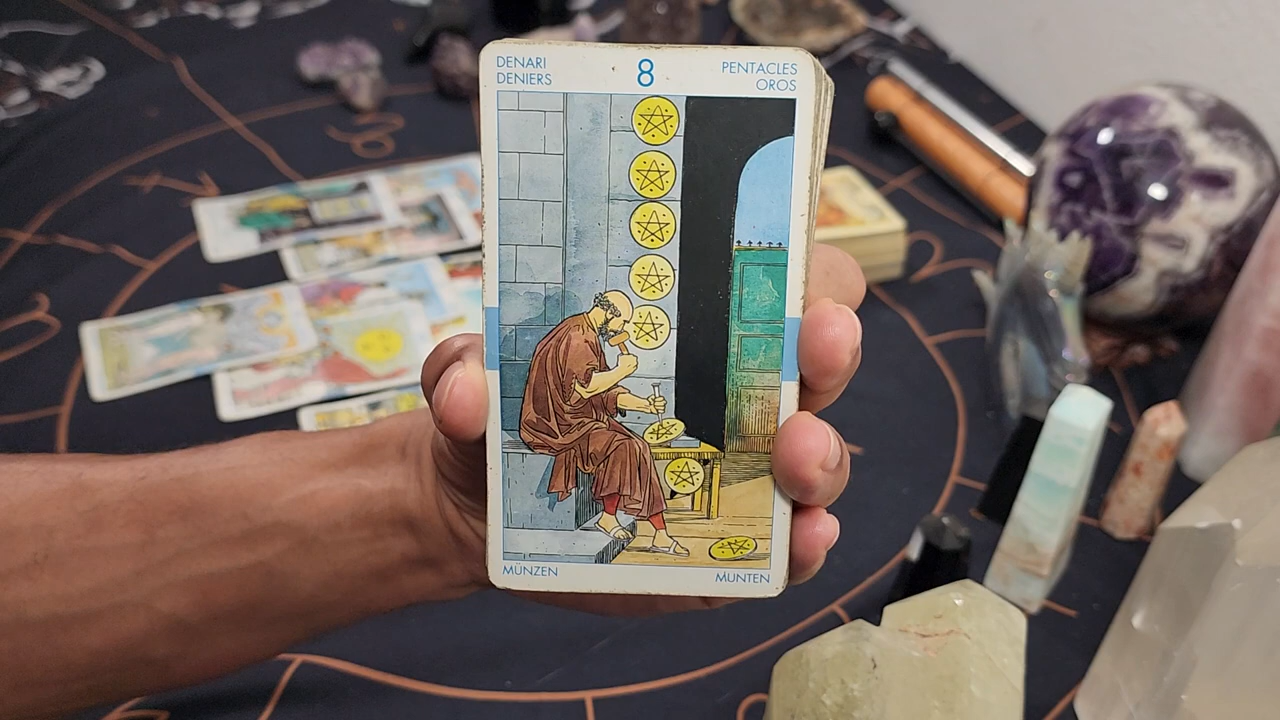 DENARI
DENIERS
8
PENTACLES
OROS
MÜNZEN
MUNTEN